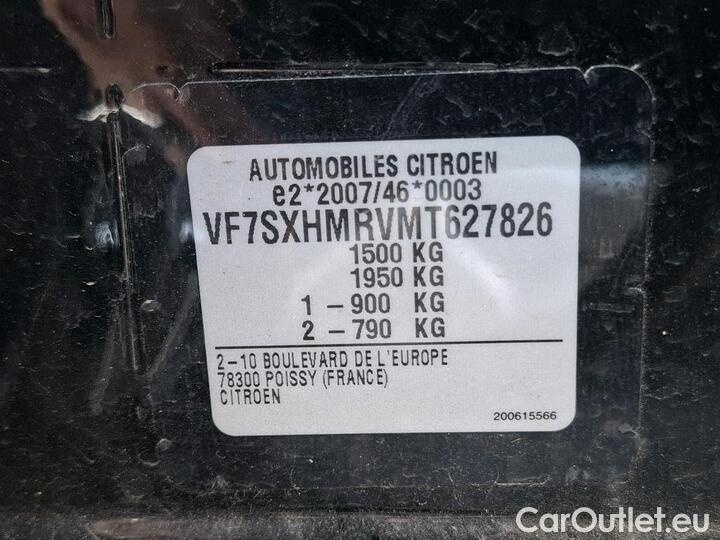 AUTOMOBILES CITROEN
e2*2007/46*0003
VF7SXHMRVMT627826
1500 KG
1950 KG
1 - 900 KG
2 - 790 KG
2-10 BOULEVARD DE L'EUROPE
78300 POISSY (FRANCE)
CITROEN
200615566
CarOutlet.eu